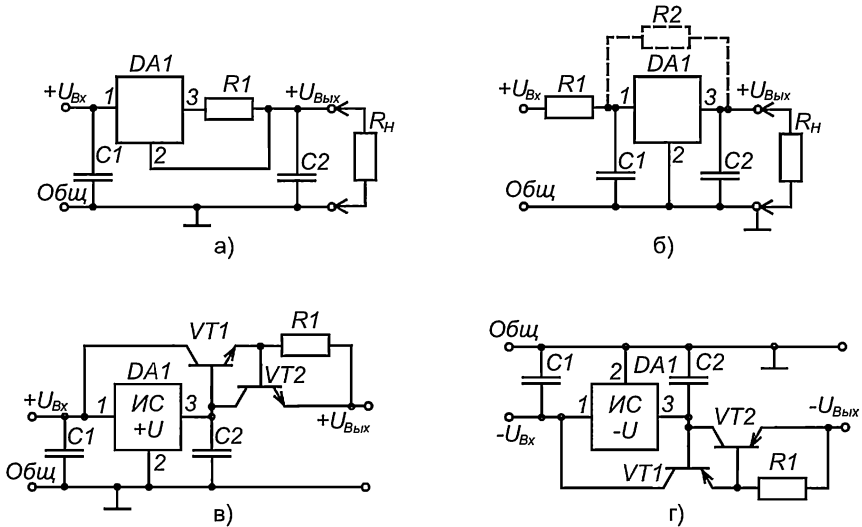 DA1
R1
+Uвх
1
3
+Uвых
Rн
C1
2
C2
Общ
а)
R2
DA1
+Uвх
R1
1
3
+Uвых
Rн
C1
2
C2
Общ
б)
VT1
R1
DA1
VT2
+Uвх
1
ИС
+U
3
+Uвых
C1
2
C2
Общ
в)
Общ
C1
2
DA1
C2
-Uвх
1
ИС
-U
3
VT2
-Uвых
VT1
R1
г)